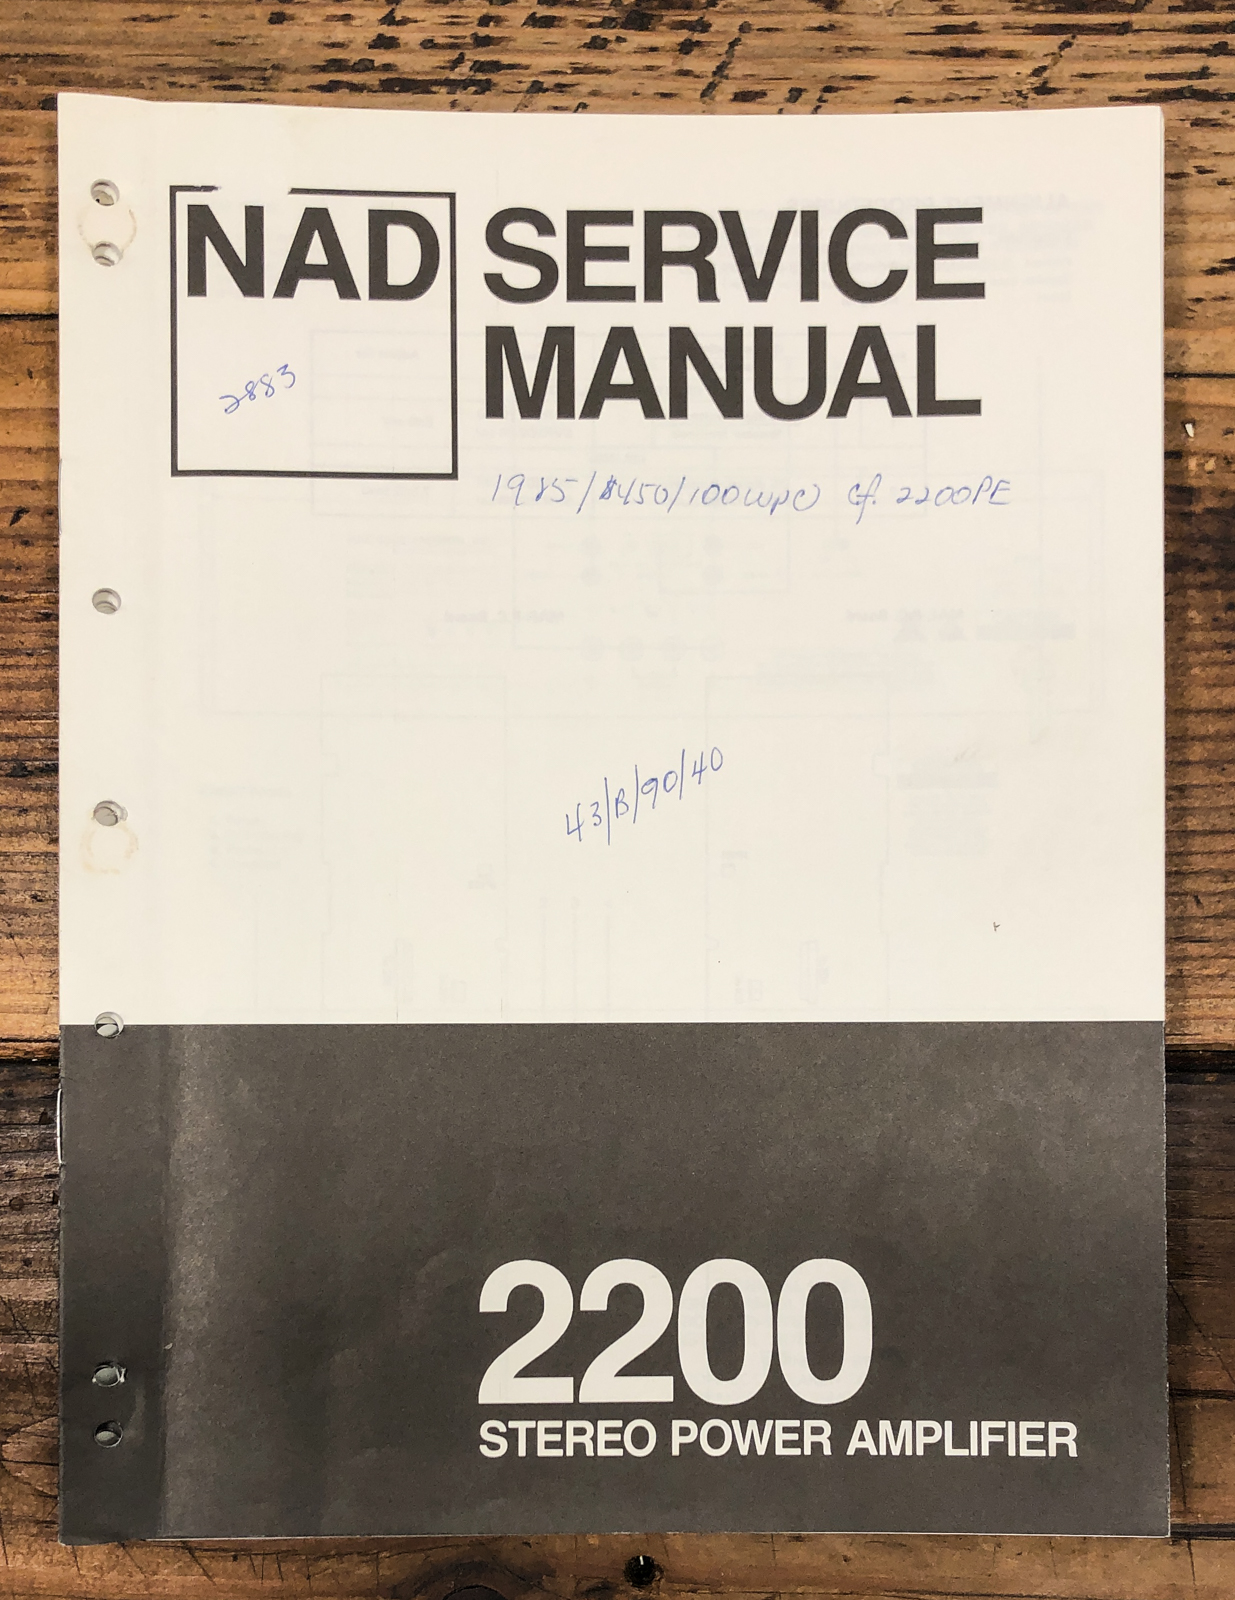 NAD SERVICE
MANUAL
2883
1985/$450/100wpc cf. 2200PE
43/B/90/40
2200
STEREO POWER AMPLIFIER